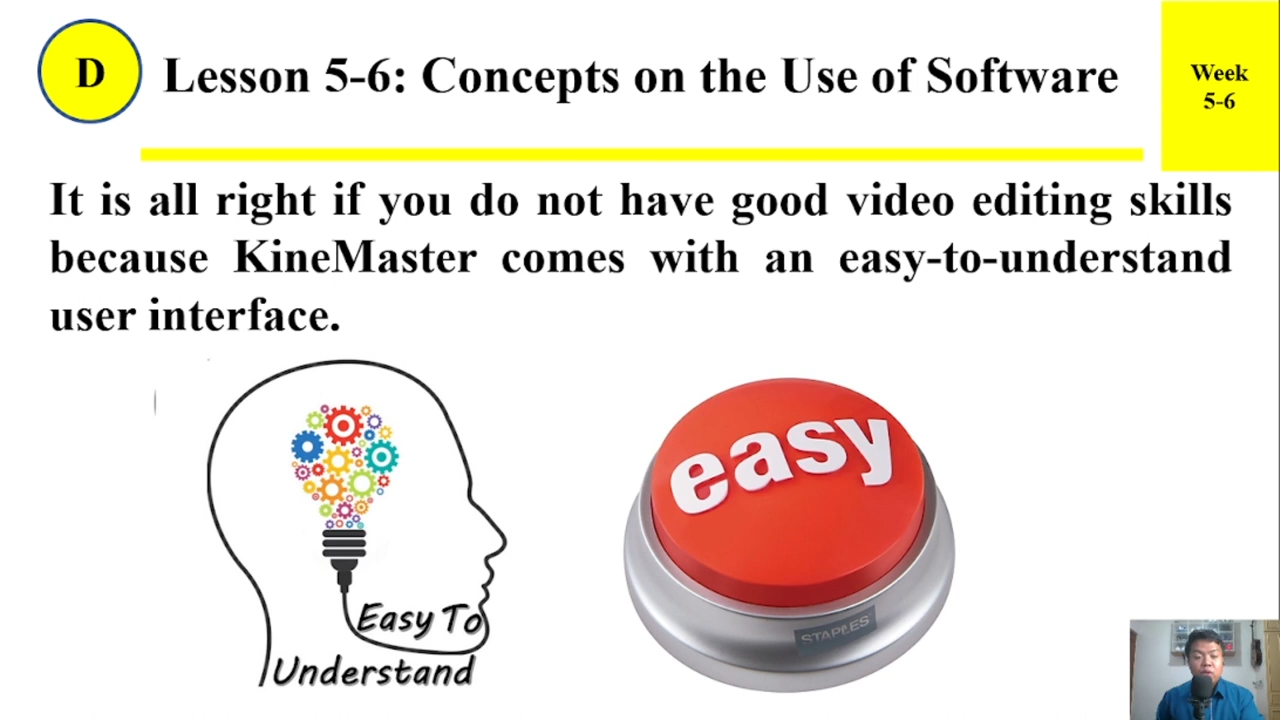 D
Lesson 5-6: Concepts on the Use of Software
Week
5-6
It is all right if you do not have good video editing skills
because KineMaster comes with an easy-to-understand
user interface.
Easy To
Understand
easy
STAPLES